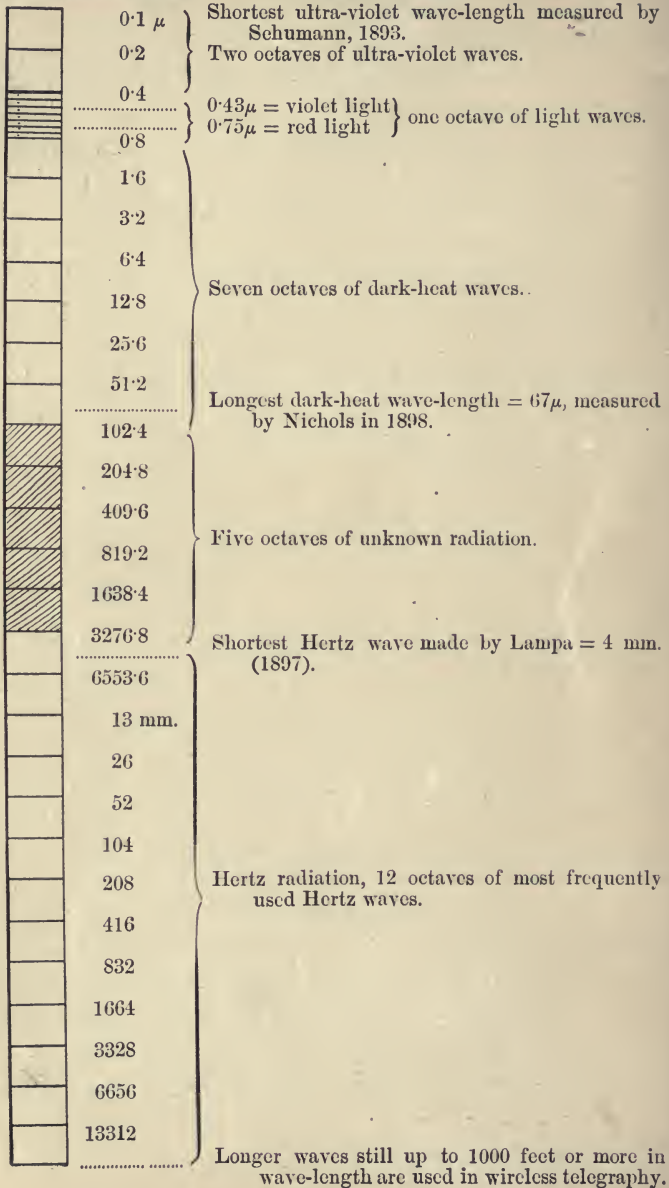 0·1 μ Shortest ultra-violet wave-length measured by
Schumann, 1893.
0·2 Two octaves of ultra-violet waves.
0·4
0·43μ = violet light
0·75μ = red light one octave of light waves.
0·8
1·6
3·2
6·4
12·8 Seven octaves of dark-heat waves.
25·6
51·2
Longest dark-heat wave-length = 67μ, measured
by Nichols in 1898.
102·4
204·8
409·6
819·2 Five octaves of unknown radiation.
1638·4
3276·8
Shortest Hertz wave made by Lampa = 4 mm.
(1897).
6553·6
13 mm.
26
52
104
208 Hertz radiation, 12 octaves of most frequently
used Hertz waves.
416
832
1664
3328
6656
13312
Longer waves still up to 1000 feet or more in
wave-length are used in wireless telegraphy.